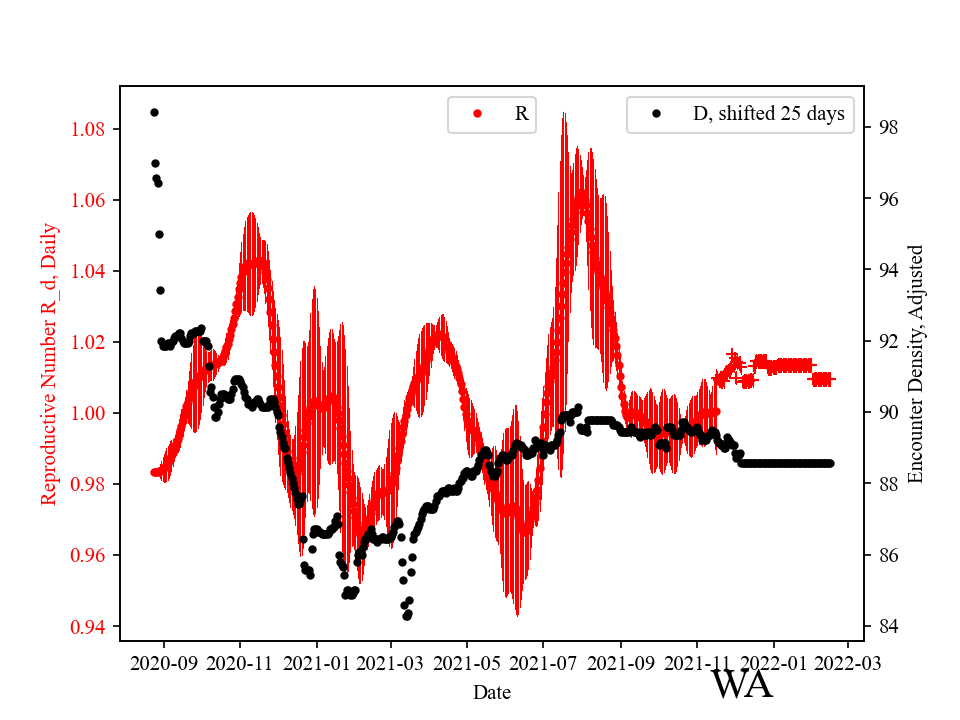 R
D, shifted 25 days
1.08
1.06
1.04
1.02
1.00
0.98
0.96
0.94
Reproductive Number R_d, Daily
98
96
94
92
90
88
86
84
Encounter Density, Adjusted
2020-09 2020-11 2021-01 2021-03 2021-05 2021-07 2021-09 2021-11 2022-01 2022-03
Date
WA